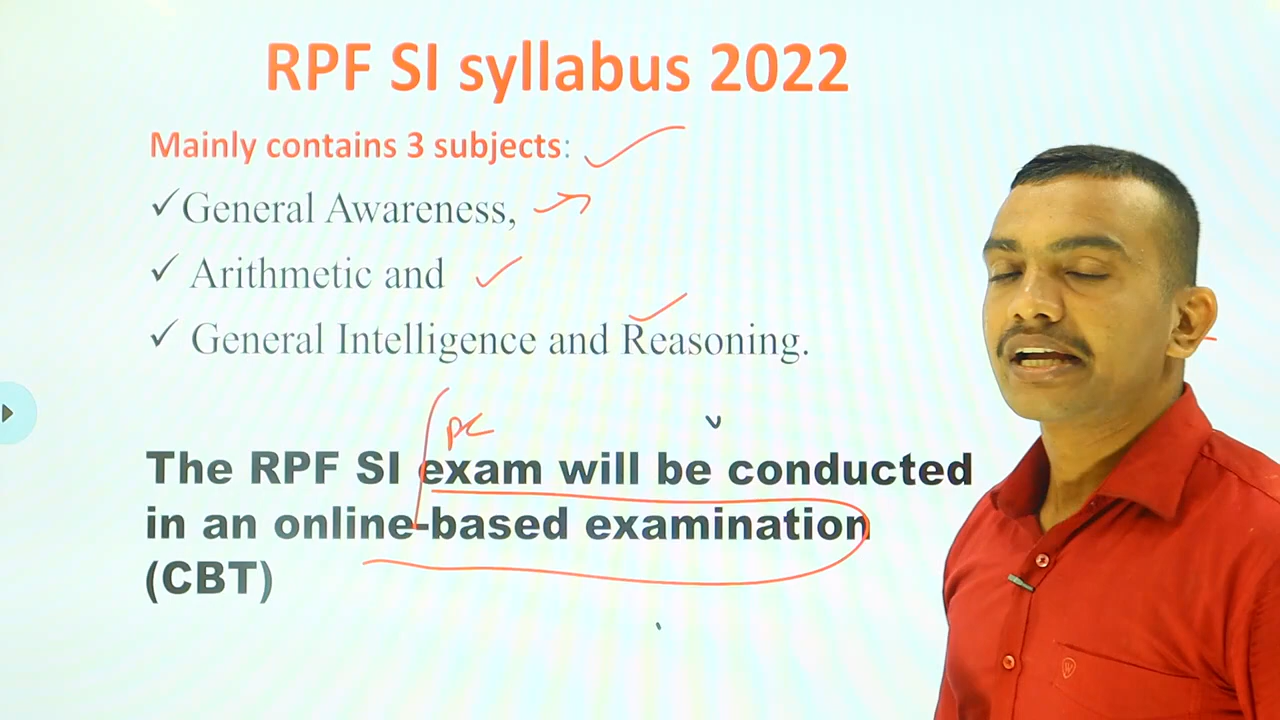 RPF SI syllabus 2022
Mainly contains 3 subjects:
✓General Awareness,
✓ Arithmetic and
✓ General Intelligence and Reasoning.
pc
The RPF SI exam will be conducted
in an online-based examination
(CBT)